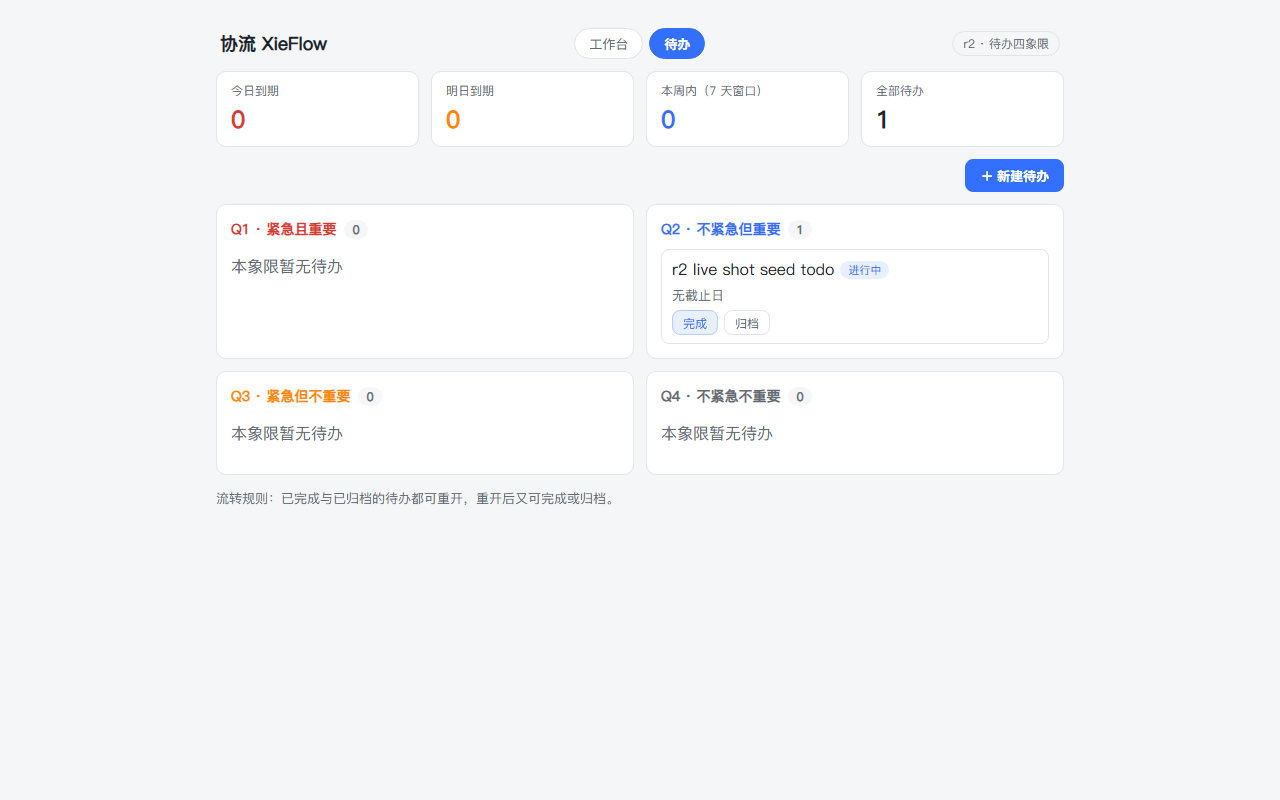 协流 XieFlow
工作台
待办
r2 · 待办四象限
今日到期
0
明日到期
0
本周内（7 天窗口）
0
全部待办
1
＋ 新建待办
Q1 · 紧急且重要 0
本象限暂无待办
Q2 · 不紧急但重要 1
r2 live shot seed todo 进行中
无截止日
完成 归档
Q3 · 紧急但不重要 0
本象限暂无待办
Q4 · 不紧急不重要 0
本象限暂无待办
流转规则：已完成与已归档的待办都可重开，重开后又可完成或归档。